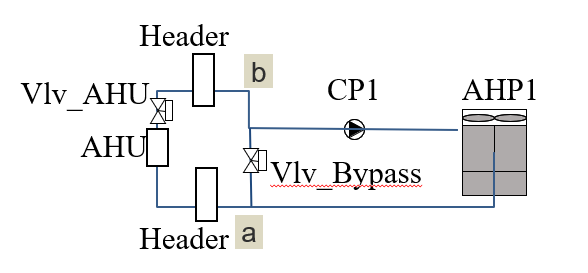 Header
b
Vlv_AHU
CP1
AHP1
AHU
Vlv_Bypass
Header
a